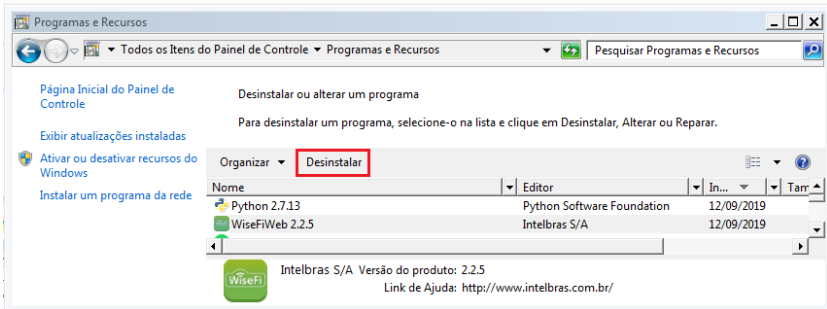 Programas e Recursos
Todos os Itens do Painel de Controle Programas e Recursos
Pesquisar Programas e Recursos
Página Inicial do Painel de
Controle
Exibir atualizações instaladas
Ativar ou desativar recursos do
Windows
Instalar um programa da rede
Desinstalar ou alterar um programa
Para desinstalar um programa, selecione-o na lista e clique em Desinstalar, Alterar ou Reparar.
Organizar Desinstalar
Nome Editor In... Tam
Python 2.7.13 Python Software Foundation 12/09/2019
WiseFiWeb 2.2.5 Intelbras S/A 12/09/2019
WiseFi
Intelbras S/A Versão do produto: 2.2.5
Link de Ajuda: http://www.intelbras.com.br/